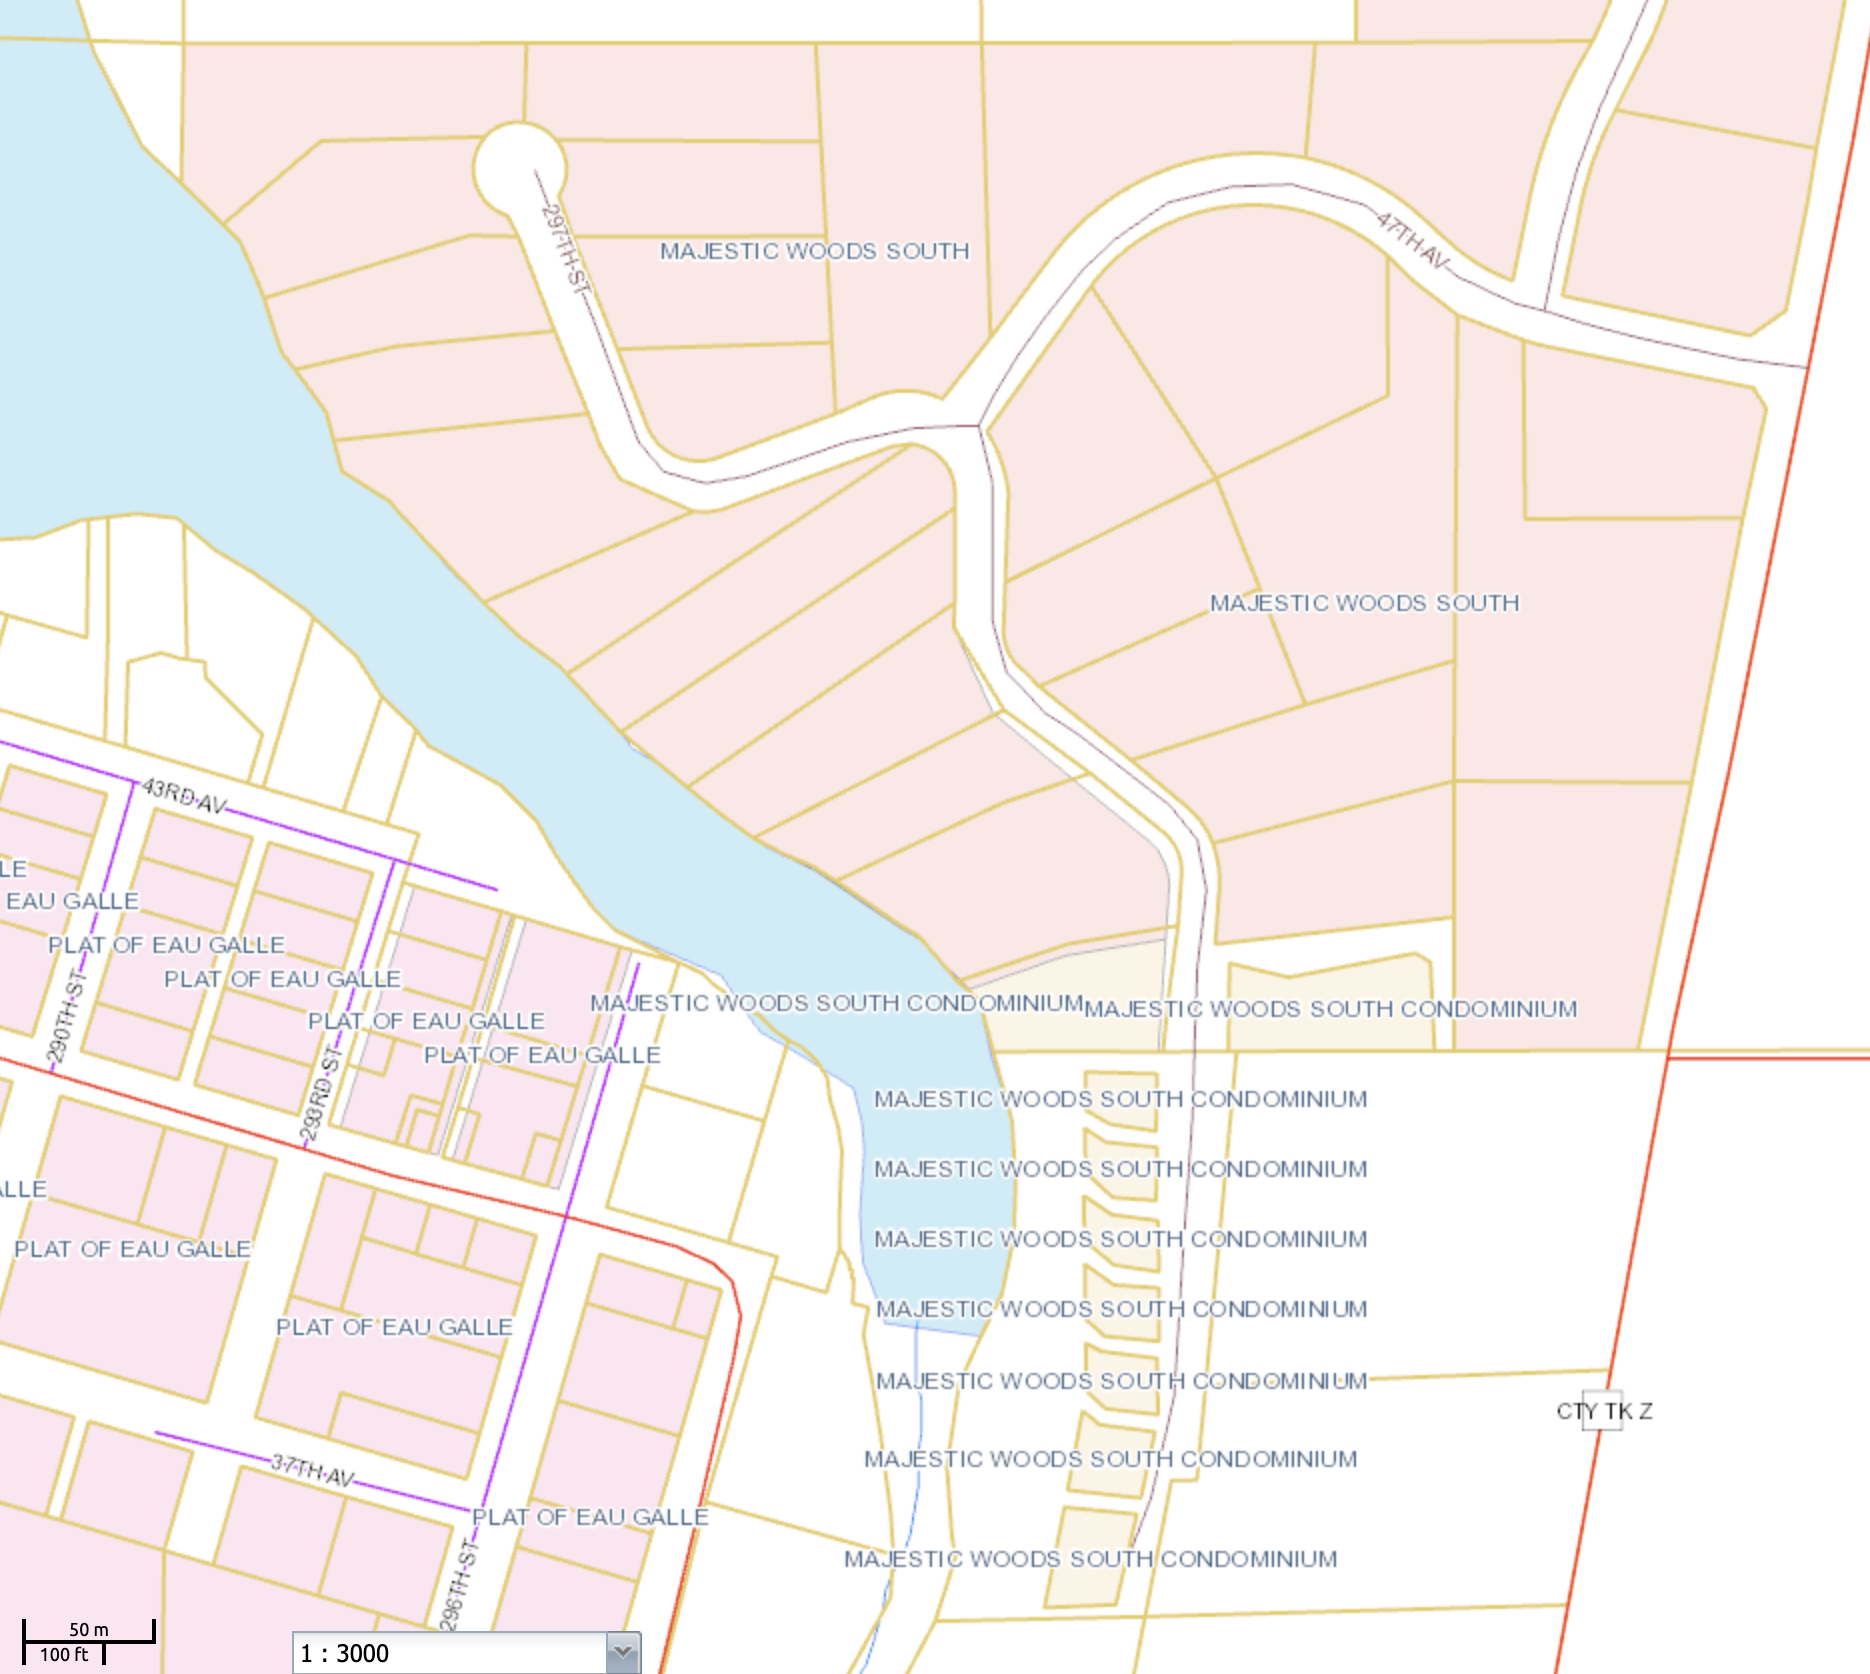 297TH ST
MAJESTIC WOODS SOUTH
47TH AV
MAJESTIC WOODS SOUTH
43RD AV
LE
EAU GALLE
PLAT OF EAU GALLE
PLAT OF EAU GALLE
290TH ST
PLAT OF EAU GALLE
293RD ST
PLAT OF EAU GALLE
MAJESTIC WOODS SOUTH CONDOMINIUM
MAJESTIC WOODS SOUTH CONDOMINIUM
MAJESTIC WOODS SOUTH CONDOMINIUM
MAJESTIC WOODS SOUTH CONDOMINIUM
ALLE
MAJESTIC WOODS SOUTH CONDOMINIUM
PLAT OF EAU GALLE
MAJESTIC WOODS SOUTH CONDOMINIUM
PLAT OF EAU GALLE
MAJESTIC WOODS SOUTH CONDOMINIUM
CTY TK Z
MAJESTIC WOODS SOUTH CONDOMINIUM
37TH AV
PLAT OF EAU GALLE
MAJESTIC WOODS SOUTH CONDOMINIUM
296TH ST
50 m
100 ft
1 : 3000